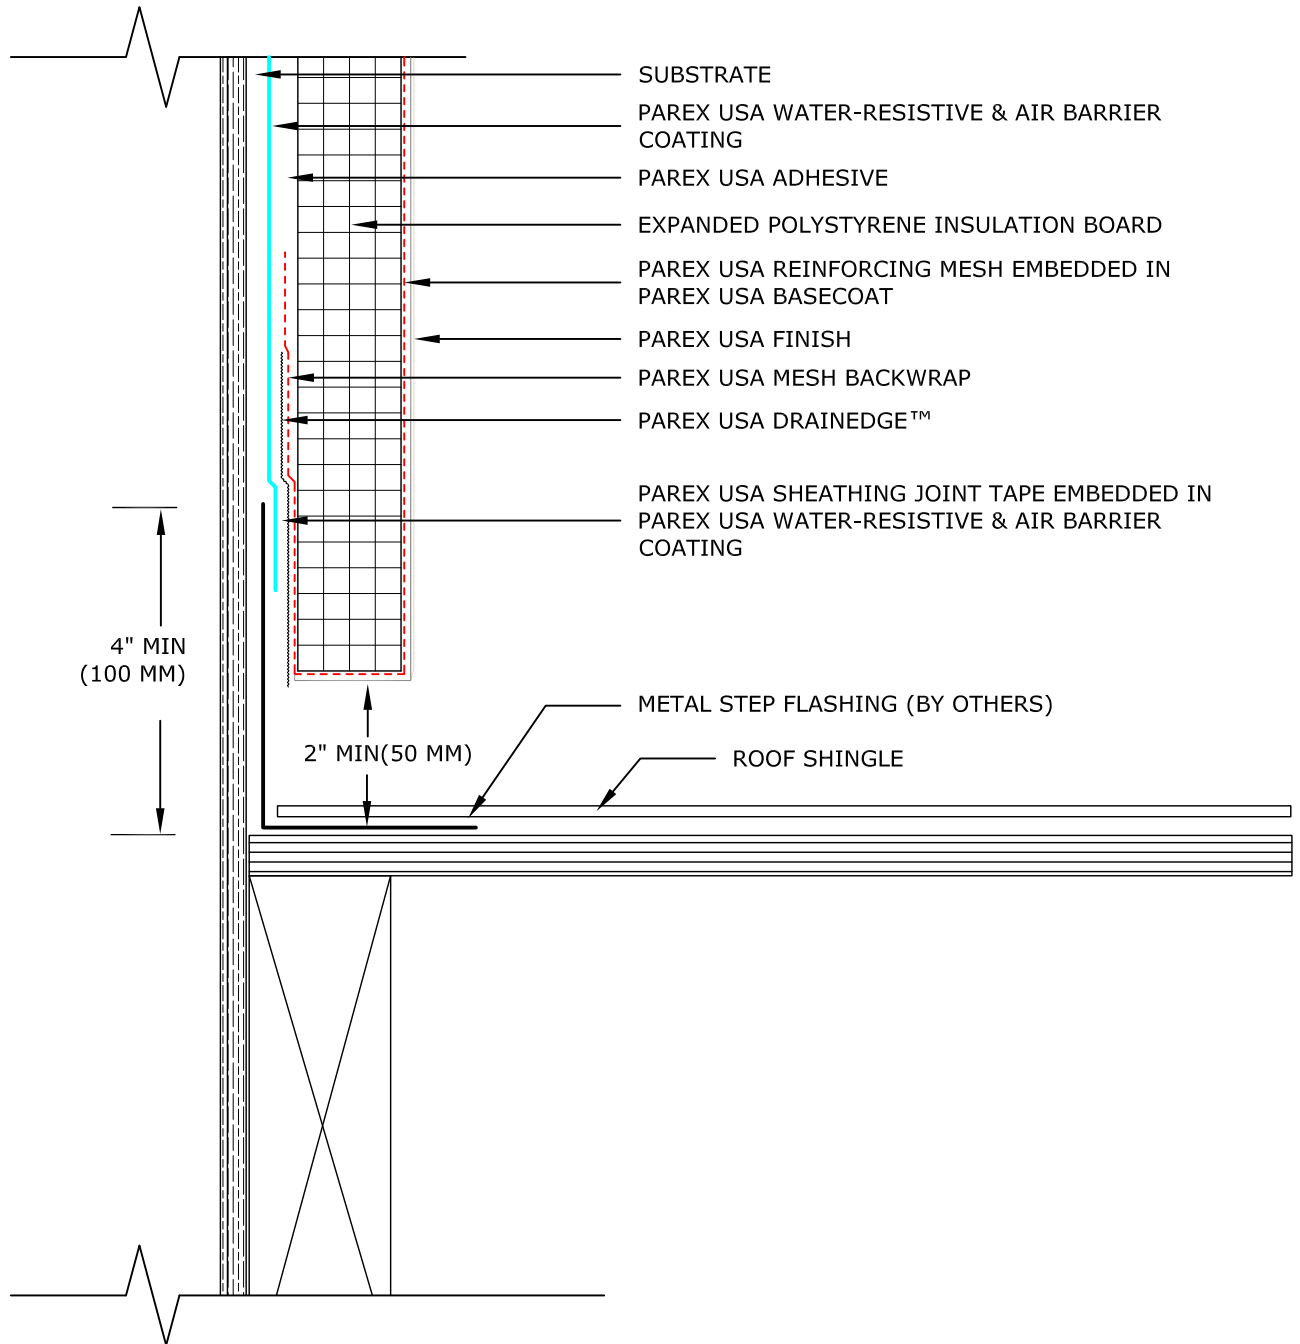 SUBSTRATE
PAREX USA WATER-RESISTIVE & AIR BARRIER
COATING
PAREX USA ADHESIVE
EXPANDED POLYSTYRENE INSULATION BOARD
PAREX USA REINFORCING MESH EMBEDDED IN
PAREX USA BASECOAT
PAREX USA FINISH
PAREX USA MESH BACKWRAP
PAREX USA DRAINEDGE™
PAREX USA SHEATHING JOINT TAPE EMBEDDED IN
PAREX USA WATER-RESISTIVE & AIR BARRIER
COATING
4" MIN
(100 MM)
METAL STEP FLASHING (BY OTHERS)
2" MIN(50 MM)
ROOF SHINGLE